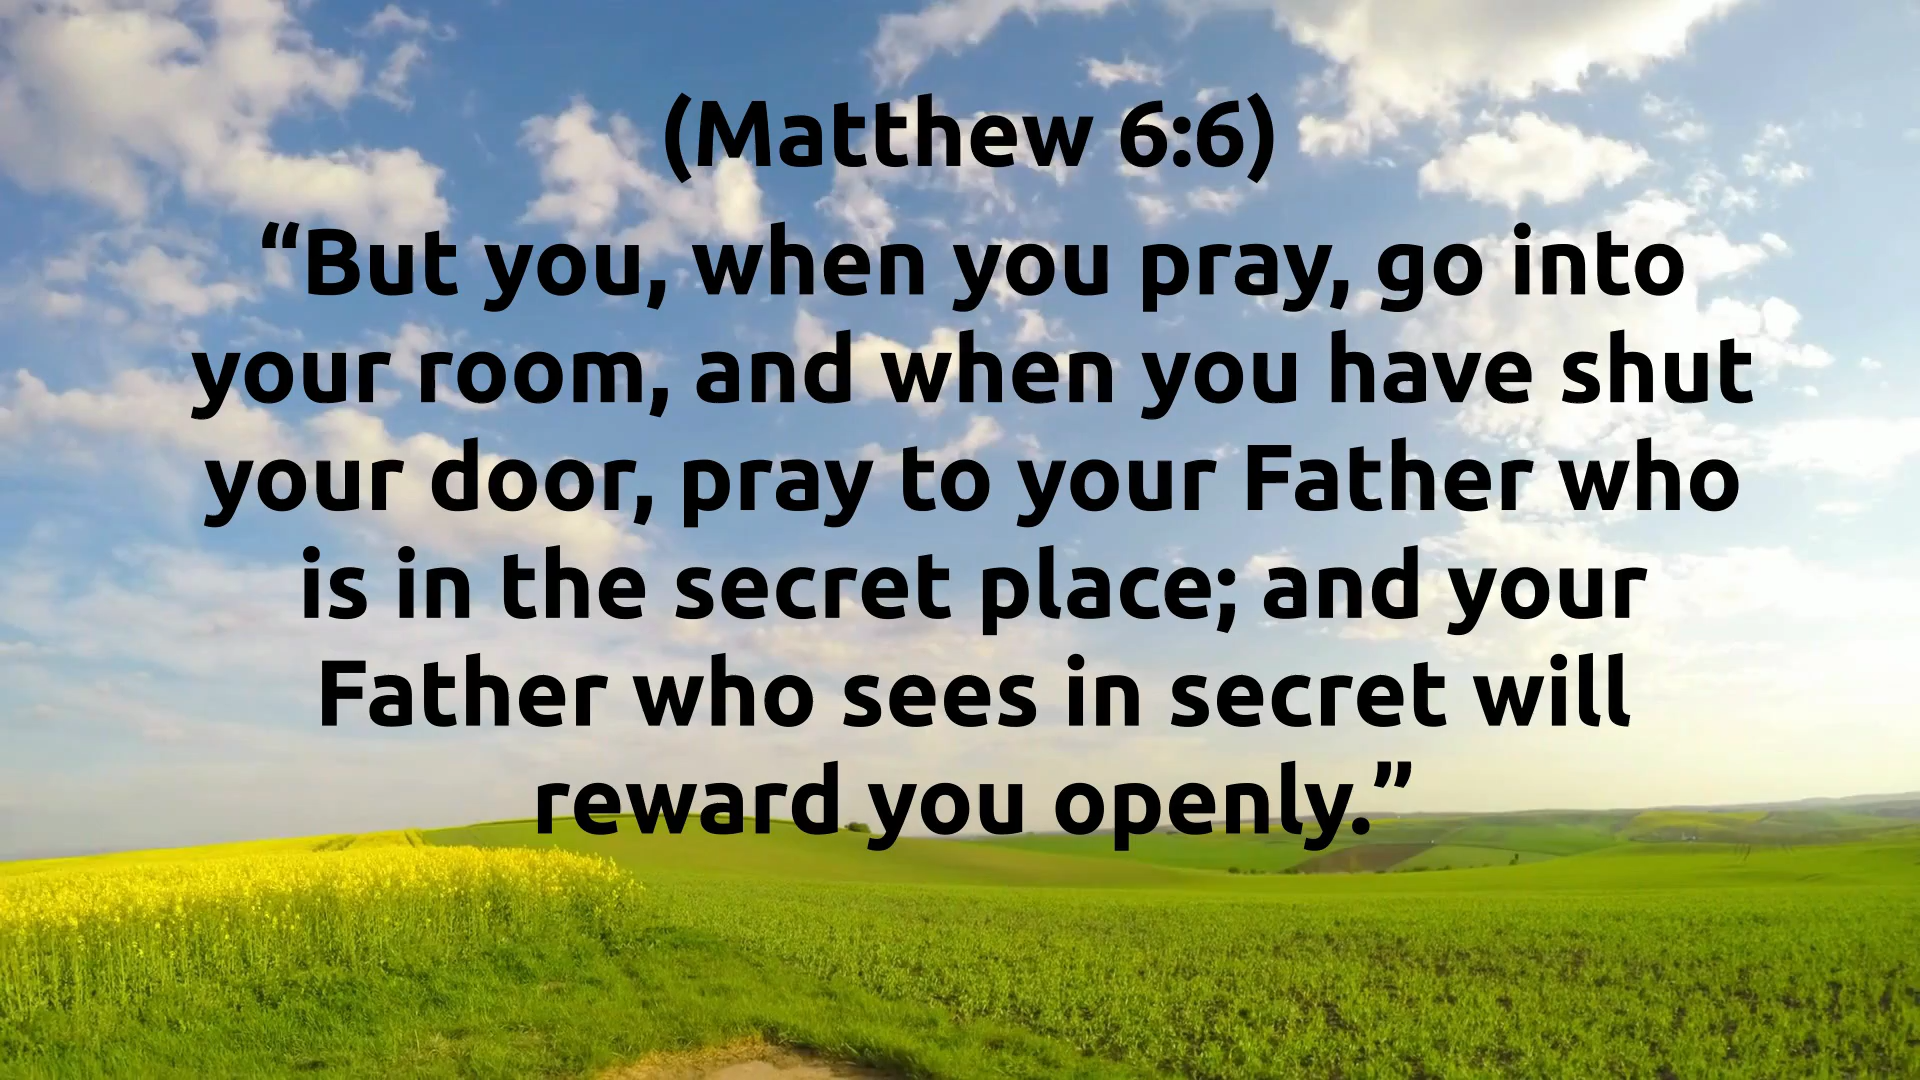 (Matthew 6:6)
“But you, when you pray, go into
your room, and when you have shut
your door, pray to your Father who
is in the secret place; and your
Father who sees in secret will
reward you openly.”